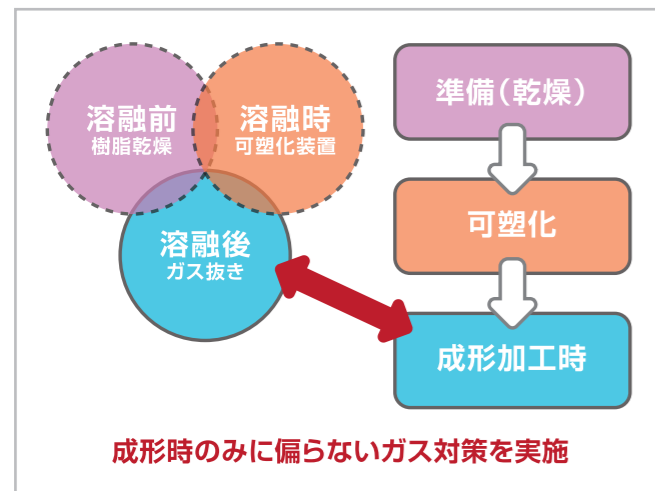 溶融前
樹脂乾燥
溶融時
可塑化装置
溶融後
ガス抜き
準備（乾燥）
可塑化
成形加工時
成形時のみに偏らないガス対策を実施